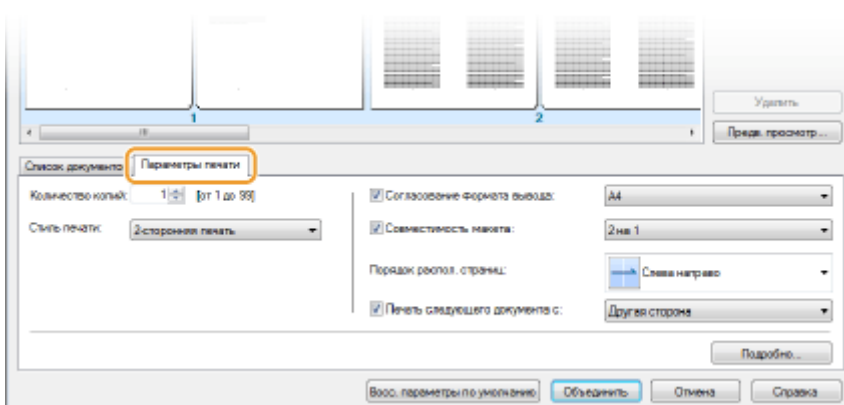 1
2
Удалить
Предв. просмотр...
Список документо
Параметры печати
Количество копий: 1 [от 1 до 99]
Согласование формата вывода: A4
Стиль печати: 2-сторонняя печать
Совместимость макета: 2 на 1
Порядок распол. страниц: Слева направо
Печать следующего документа с: Другая сторона
Подробно...
Восс. параметры по умолчанию
Объединить
Отмена
Справка